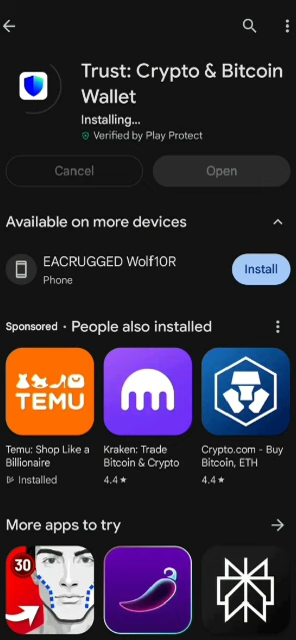 Trust: Crypto & Bitcoin
Wallet
Installing...
Verified by Play Protect
Cancel
Open
Available on more devices
EACRUGGED Wolf10R
Phone
Install
Sponsored · People also installed
TEMU
Temu: Shop Like a
Billionaire
Installed
Kraken: Trade
Bitcoin & Crypto
4.4★
Crypto.com - Buy
Bitcoin, ETH
4.4★
More apps to try
30